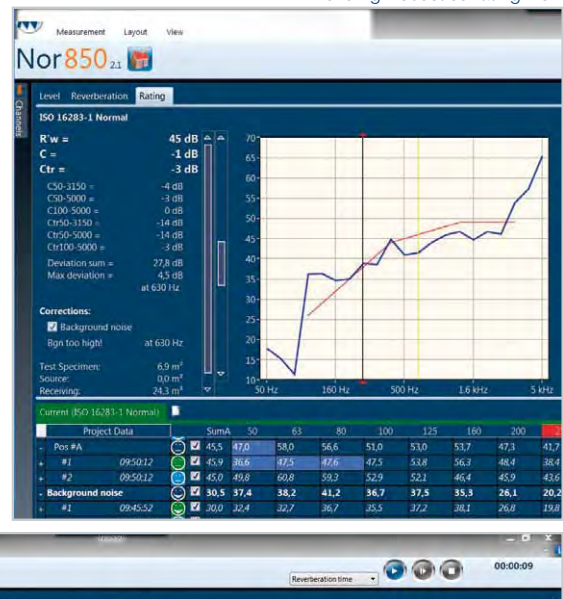 Measurement Layout View
Nor850 2.1
Channels
Level Reverberation Rating
ISO 16283-1 Normal
R'w = 45 dB
C = -1 dB
Ctr = -3 dB
C50-3150 = -4 dB
C50-5000 = -3 dB
C100-5000 = 0 dB
Ctr50-3150 = -14 dB
Ctr50-5000 = -14 dB
Ctr100-5000 = -3 dB
Deviation sum = 27,8 dB
Max deviation = 4,5 dB
at 630 Hz
Corrections:
Background noise
Bgn too high! at 630 Hz
Test Specimen: 6,9 m²
Source: 0,0 m³
Receiving: 24,3 m³
70
65
60
55
50
45
40
35
30
25
20
15
10
50 Hz 160 Hz 500 Hz 1.6 kHz 5 kHz
Current (ISO 16283-1 Normal)
Project Data SumA 50 63 80 100 125 160 200
- Pos #A 45,5 47,0 58,0 56,6 51,0 53,0 53,7 47,3 41,7
+ #1 09:50:12 45,9 36,6 47,5 47,6 47,5 53,8 56,3 48,4 38,4
+ #2 09:50:12 45,0 49,8 60,8 59,3 52,9 52,1 46,4 45,9 43,6
- Background noise 30,5 37,4 38,2 41,2 36,7 37,5 35,3 26,1 20,2
+ #1 09:45:52 30,0 32,4 32,7 36,7 35,5 37,2 38,1 26,8 19,8
Reverberation time 00:00:09